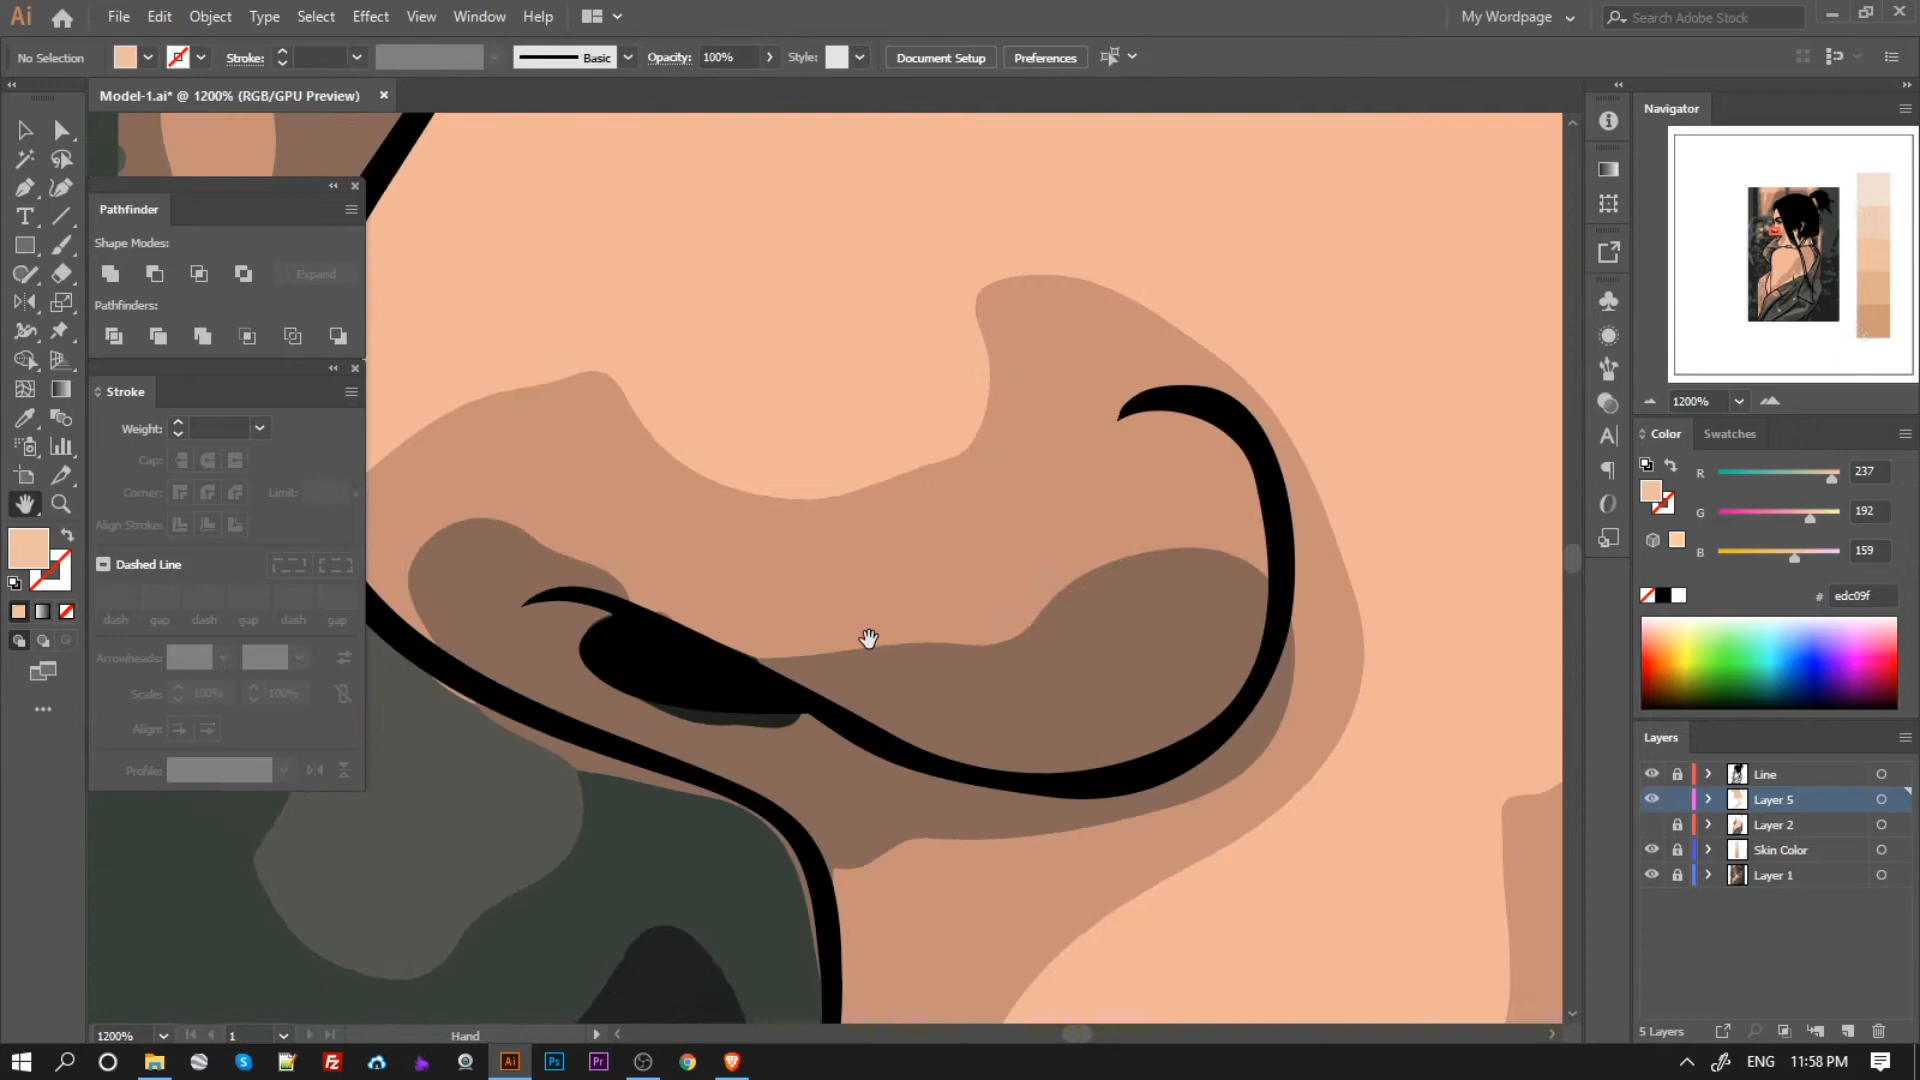 Ai File Edit Object Type Select Effect View Window Help My Wordpage Search Adobe Stock
No Selection Stroke: Basic Opacity: 100% Style: Document Setup Preferences
Model-1.ai* @ 1200% (RGB/GPU Preview)
Pathfinder
Shape Modes:
Expand
Pathfinders:
Stroke
Weight:
Cap:
Corner: Limit:
Align Stroke:
Dashed Line
dash gap dash gap dash gap
Arrowheads:
Scale: 100% 100%
Align:
Profile:
Navigator
1200%
Color Swatches
R 237
G 192
B 159
# edc09f
Layers
Line
Layer 5
Layer 2
Skin Color
Layer 1
5 Layers
1200% 1 Hand
Ai Ps Pr ENG 11:58 PM